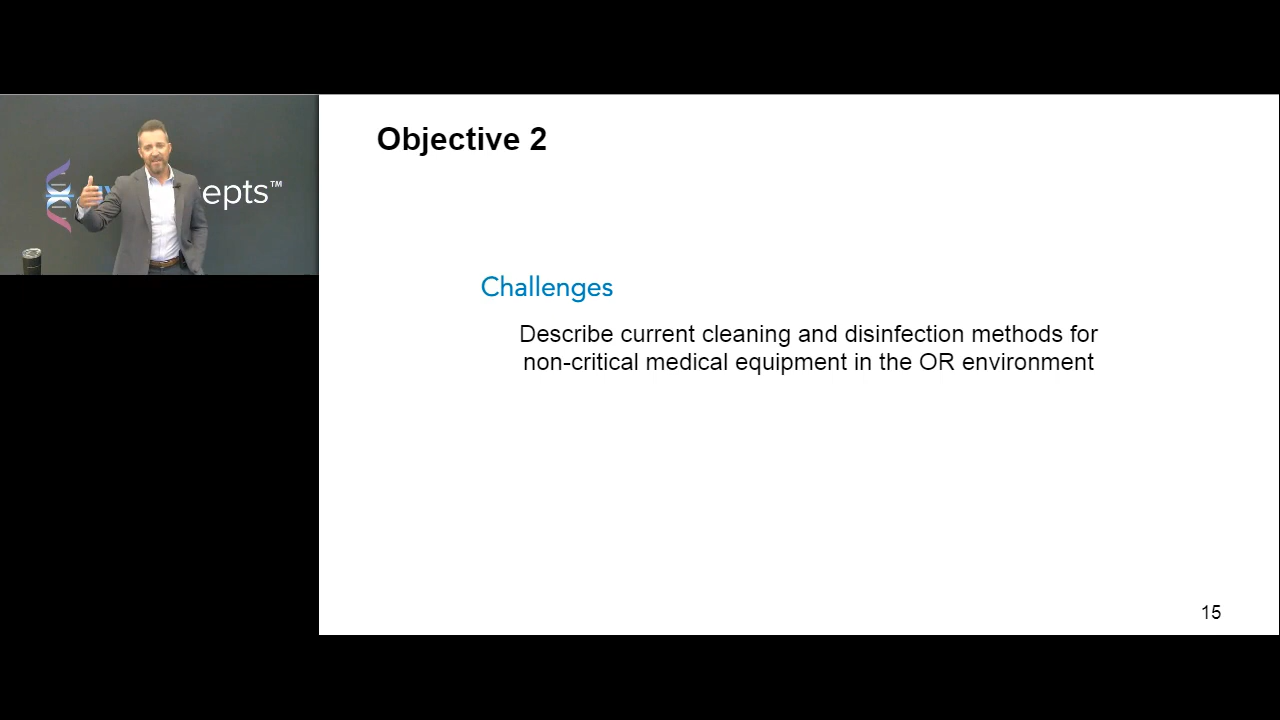 Objective 2
epts™
Challenges
Describe current cleaning and disinfection methods for
non-critical medical equipment in the OR environment
15